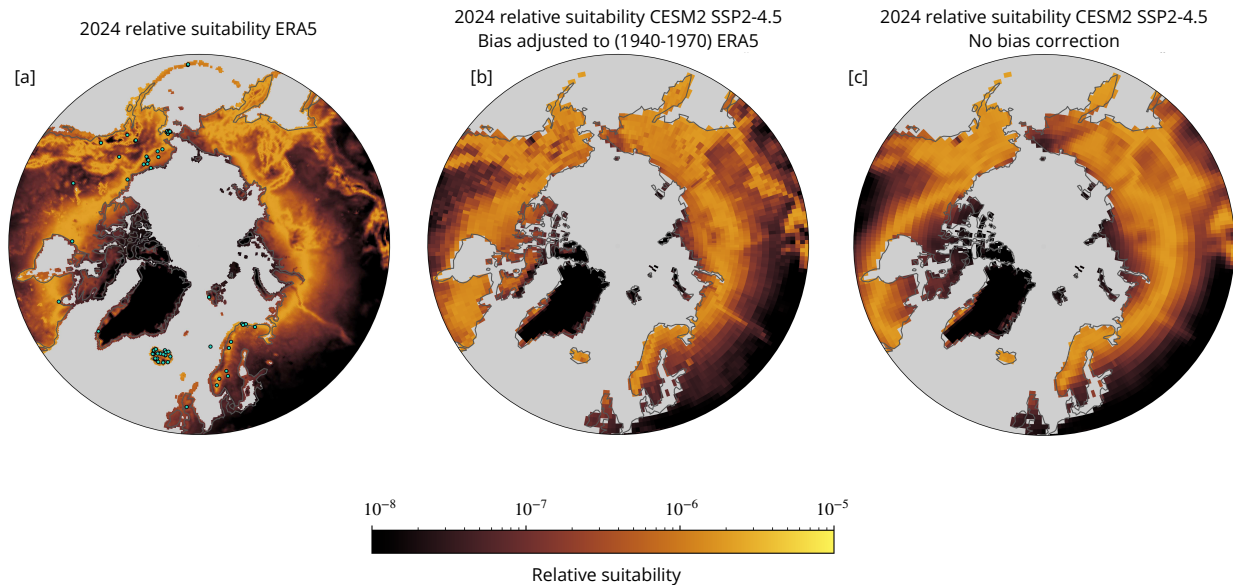 2024 relative suitability ERA5
2024 relative suitability CESM2 SSP2-4.5
Bias adjusted to (1940-1970) ERA5
2024 relative suitability CESM2 SSP2-4.5
No bias correction
[a]
[b]
[c]
10⁻⁸
10⁻⁷
10⁻⁶
10⁻⁵
Relative suitability